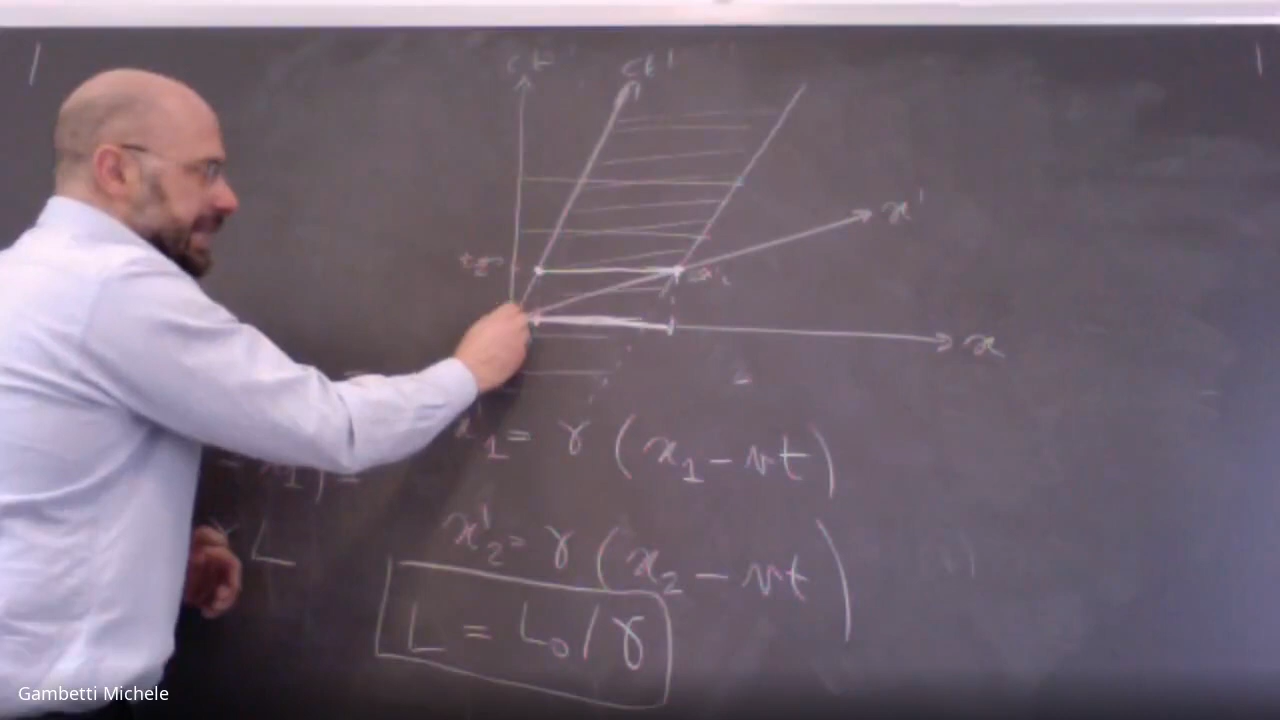 ct
ct'
x'
x
x'₁ = γ (x₁ - vt)
L
x'₂ = γ (x₂ - vt)
L = L₀ / γ
Gambetti Michele